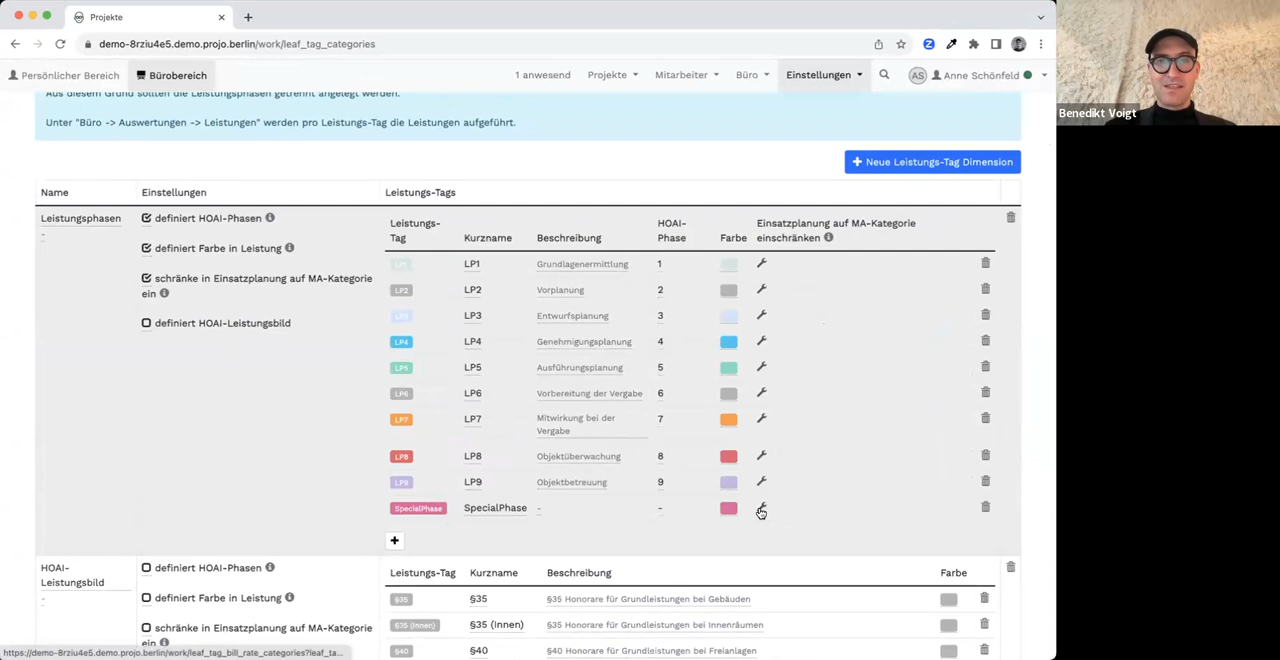 Projekte
demo-8rziu4e5.demo.projo.berlin/work/leaf_tag_categories
Persönlicher Bereich
Bürobereich
1 anwesend
Projekte
Mitarbeiter
Büro
Einstellungen
AS
Anne Schönfeld
Benedikt Voigt
Aus diesem Grund sollten die Leistungsphasen getrennt angelegt werden.
Unter "Büro -> Auswertungen -> Leistungen" werden pro Leistungs-Tag die Leistungen aufgeführt.
+ Neue Leistungs-Tag Dimension
Name
Einstellungen
Leistungs-Tags
Leistungsphasen
-
definiert HOAI-Phasen
definiert Farbe in Leistung
schränke in Einsatzplanung auf MA-Kategorie
ein
definiert HOAI-Leistungsbild
Leistungs-
Tag
Kurzname
Beschreibung
HOAI-
Phase
Farbe
Einsatzplanung auf MA-Kategorie
einschränken
LP1 LP1 Grundlagenermittlung 1
LP2 LP2 Vorplanung 2
LP3 LP3 Entwurfsplanung 3
LP4 LP4 Genehmigungsplanung 4
LP5 LP5 Ausführungsplanung 5
LP6 LP6 Vorbereitung der Vergabe 6
LP7 LP7 Mitwirkung bei der
Vergabe 7
LP8 LP8 Objektüberwachung 8
LP9 LP9 Objektbetreuung 9
SpecialPhase SpecialPhase - -
+
HOAI-
Leistungsbild
-
definiert HOAI-Phasen
definiert Farbe in Leistung
schränke in Einsatzplanung auf MA-Kategorie
ein
Leistungs-Tag Kurzname Beschreibung Farbe
§35 §35 §35 Honorare für Grundleistungen bei Gebäuden
§35 (Innen) §35 (Innen) §35 Honorare für Grundleistungen bei Innenräumen
§40 §40 §40 Honorare für Grundleistungen bei Freianlagen
https://demo-8rziu4e5.demo.projo.berlin/work/leaf_tag_bill_rate_categories?leaf_ta...